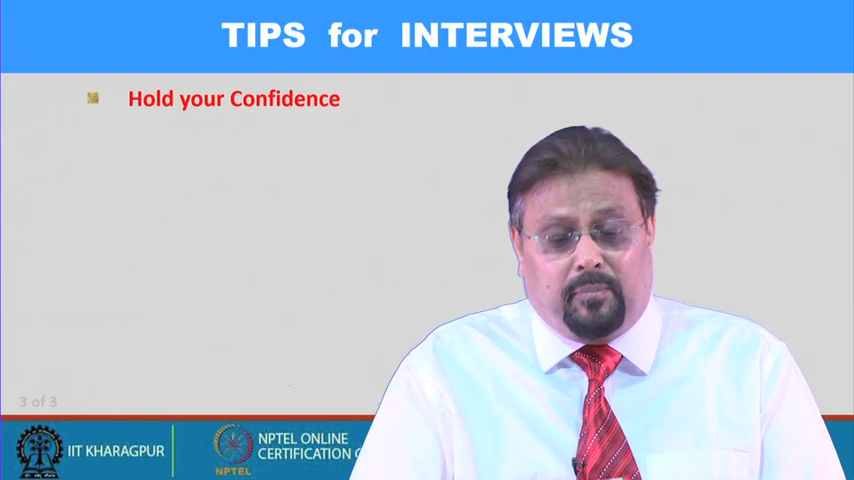 TIPS for INTERVIEWS
Hold your Confidence
3 of 3
IIT KHARAGPUR
NPTEL ONLINE
CERTIFICATION
NPTEL